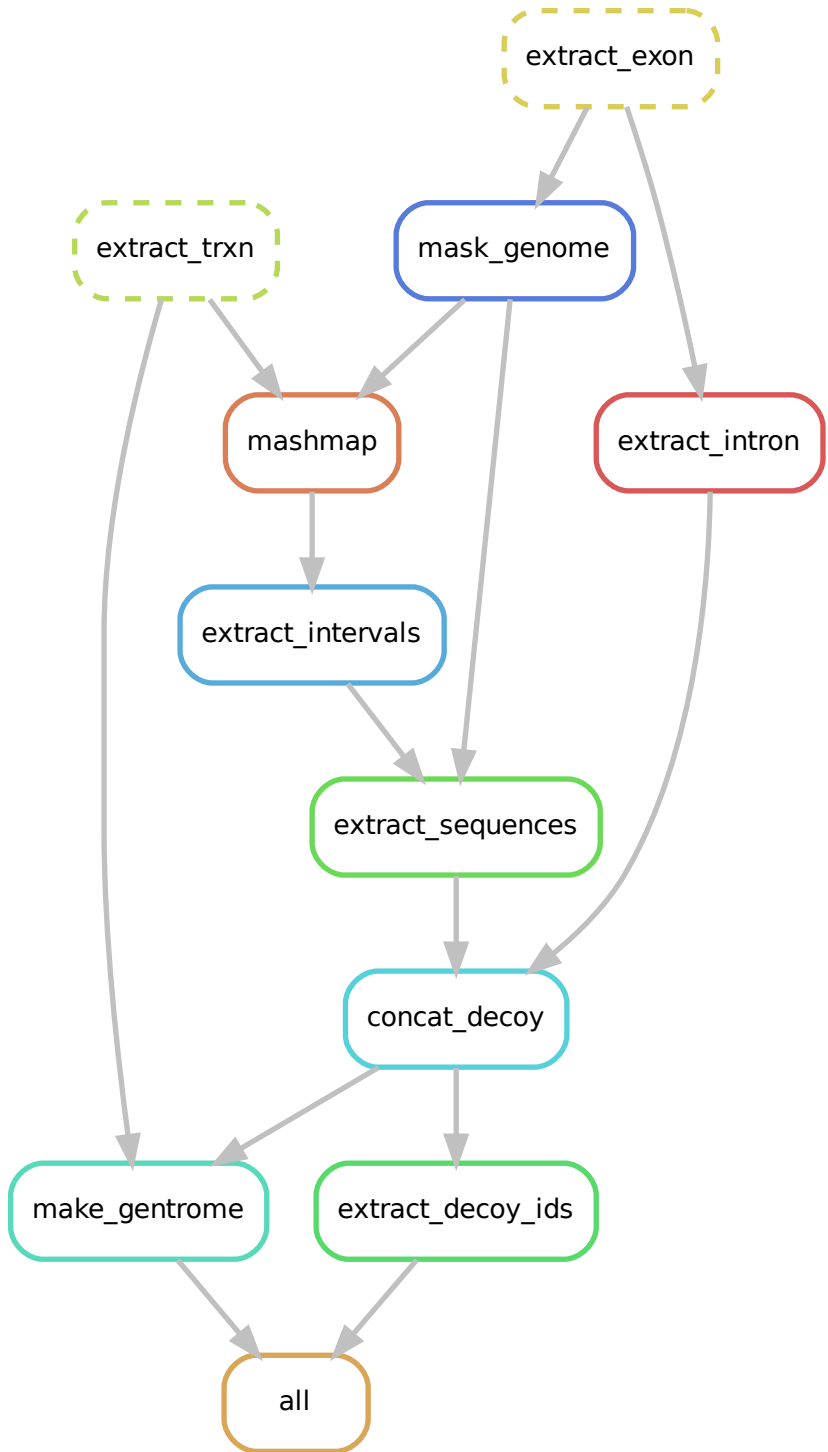 extract_exon
extract_trxn
mask_genome
mashmap
extract_intron
extract_intervals
extract_sequences
concat_decoy
make_gentrome
extract_decoy_ids
all